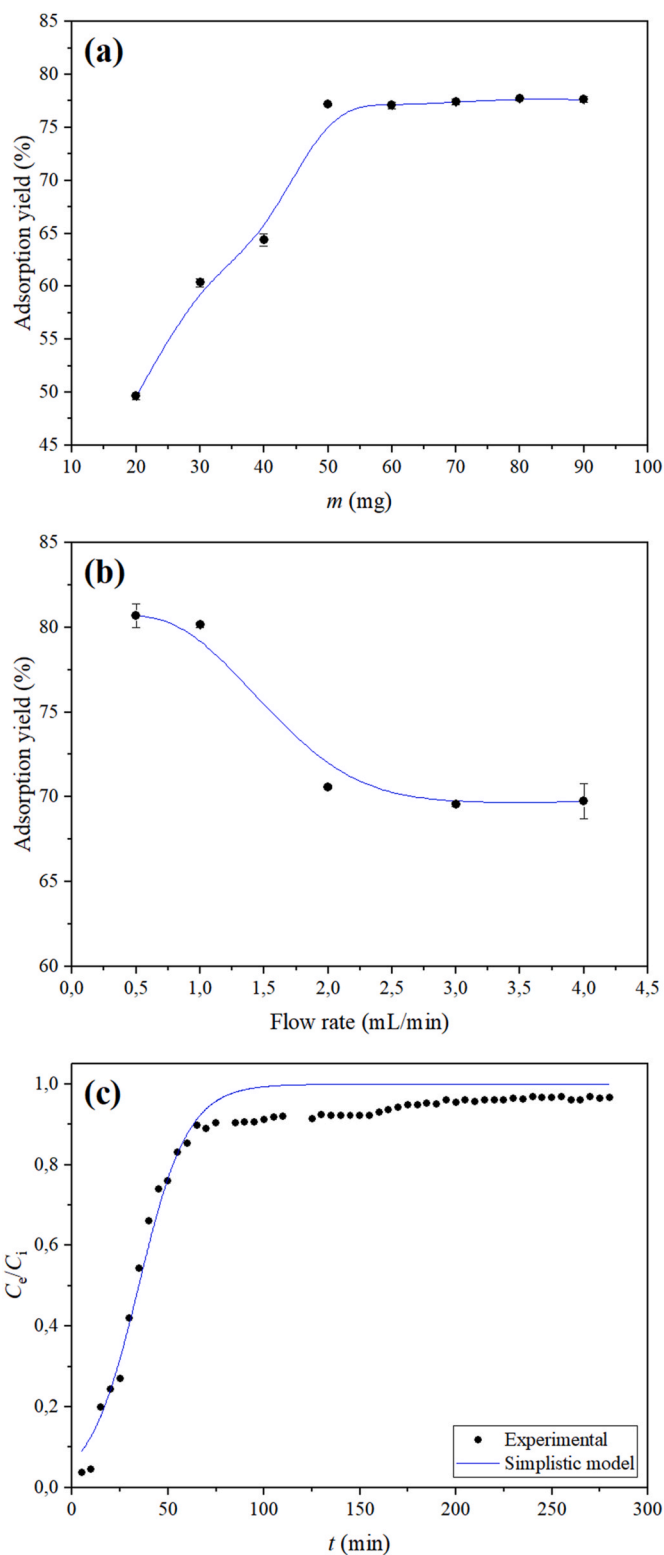 (a)
Adsorption yield (%)
85
80
75
70
65
60
55
50
45
10 20 30 40 50 60 70 80 90 100
m (mg)
(b)
Adsorption yield (%)
85
80
75
70
65
60
0,0 0,5 1,0 1,5 2,0 2,5 3,0 3,5 4,0 4,5
Flow rate (mL/min)
(c)
Ce/Ci
1,0
0,8
0,6
0,4
0,2
0,0
Experimental
Simplistic model
0 50 100 150 200 250 300
t (min)